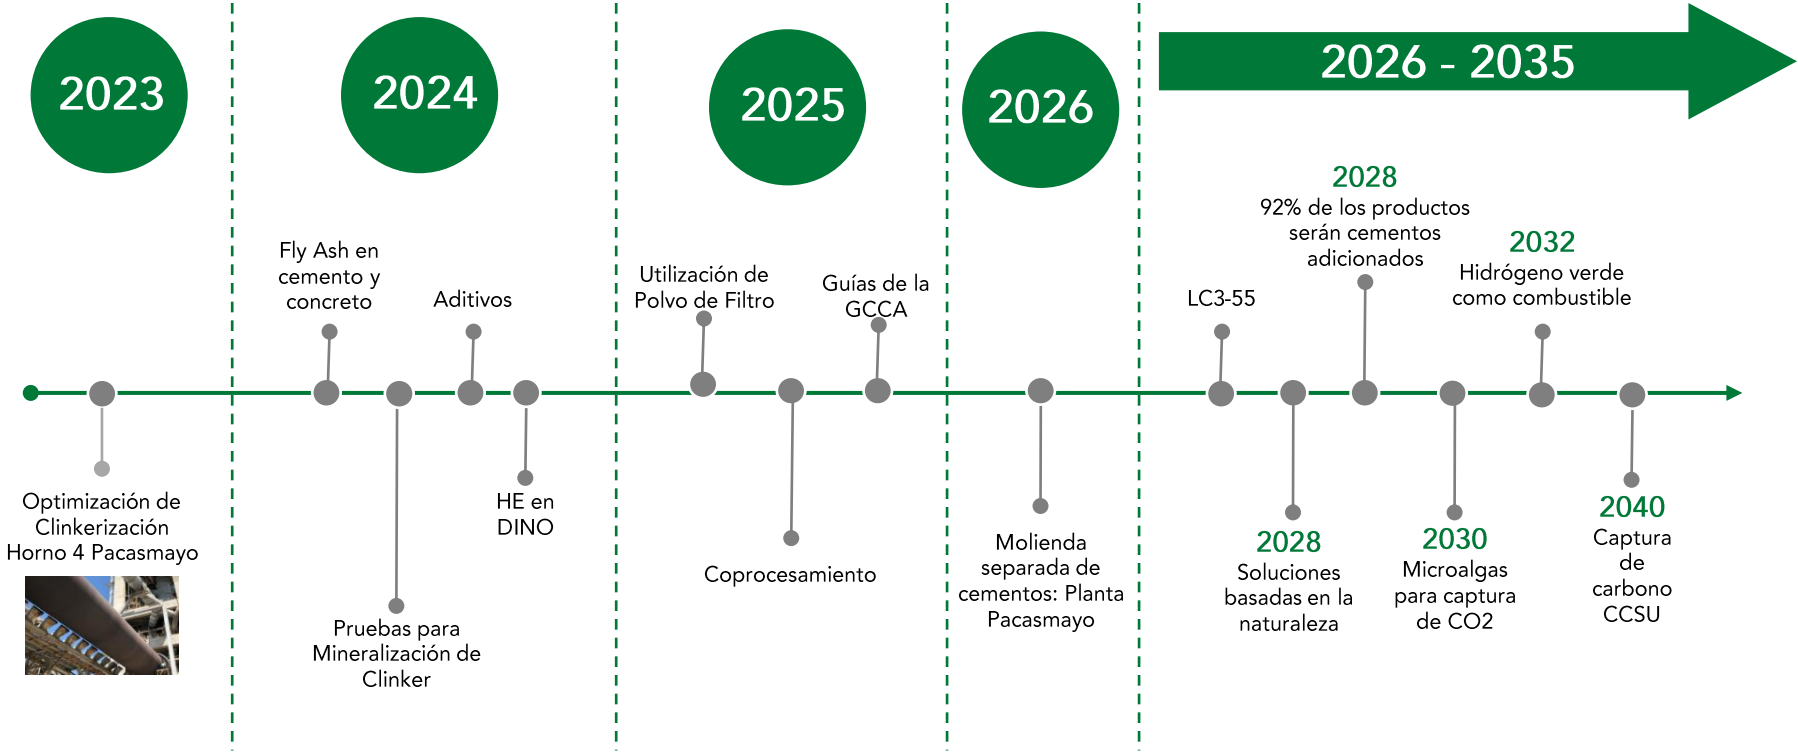 2023
2024
2025
2026
2026 - 2035
Optimización de
Clinkerización
Horno 4 Pacasmayo
Fly Ash en
cemento y
concreto
Pruebas para
Mineralización de
Clinker
Aditivos
HE en
DINO
Utilización de
Polvo de Filtro
Coprocesamiento
Guías de la
GCCA
Molienda
separada de
cementos: Planta
Pacasmayo
LC3-55
2028
Soluciones
basadas en la
naturaleza
2028
92% de los productos
serán cementos
adicionados
2030
Microalgas
para captura
de CO2
2032
Hidrógeno verde
como combustible
2040
Captura
de
carbono
CCSU